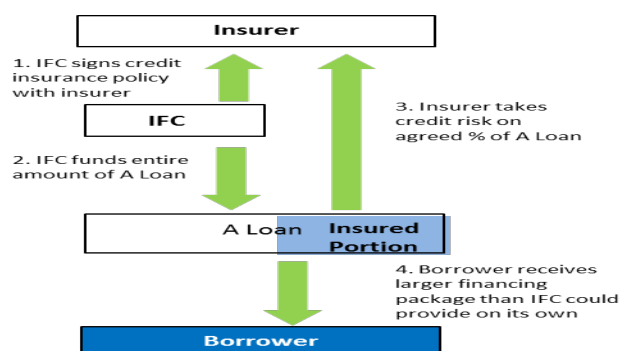 Insurer
1. IFC signs credit
insurance policy
with insurer
3. Insurer takes
credit risk on
agreed % of A Loan
IFC
2. IFC funds entire
amount of A Loan
A Loan
Insured
Portion
4. Borrower receives
larger financing
package than IFC could
provide on its own
Borrower